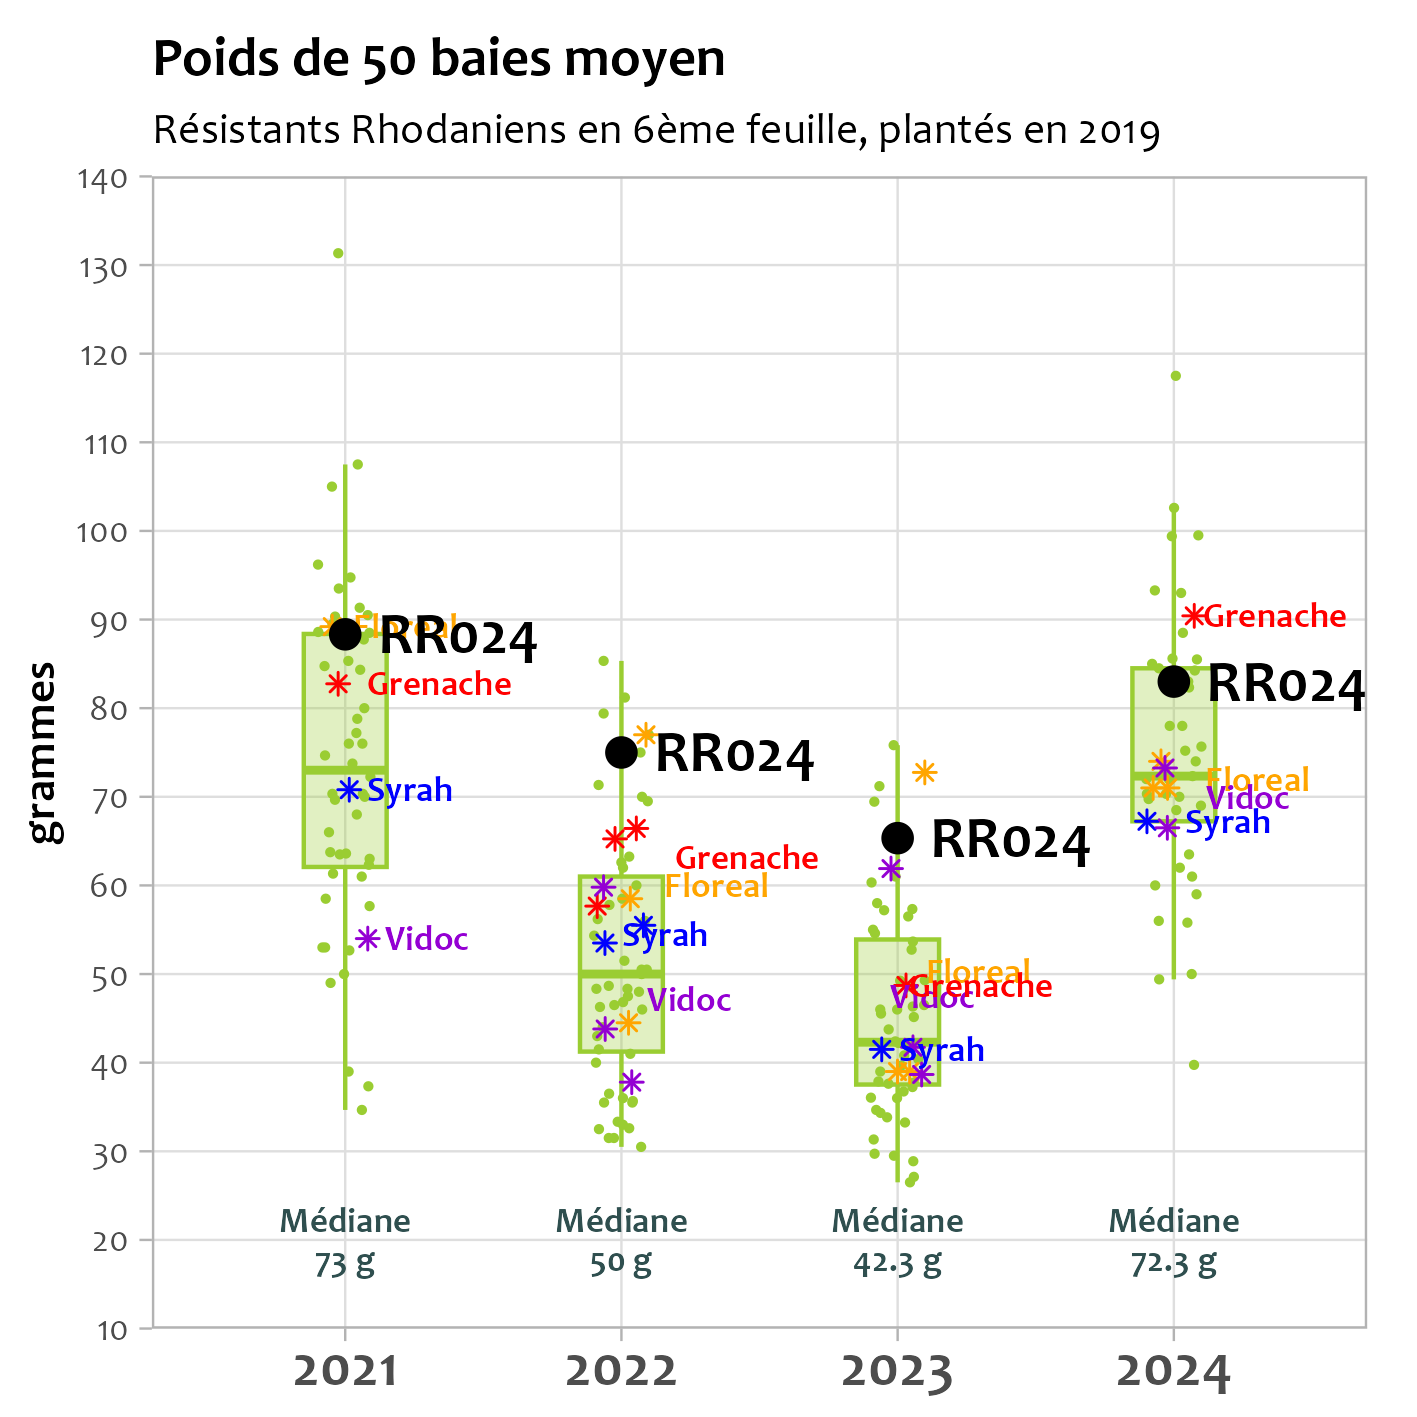 Poids de 50 baies moyen
Résistants Rhodaniens en 6ème feuille, plantés en 2019
grammes
140
130
120
110
100
90
80
70
60
50
40
30
20
10
Floreal
RR024
Grenache
Syrah
Vidoc
RR024
Grenache
Floreal
Syrah
Vidoc
RR024
Floreal
Grenache
Vidoc
Syrah
Grenache
RR024
Floreal
Vidoc
Syrah
Médiane
73 g
Médiane
50 g
Médiane
42.3 g
Médiane
72.3 g
2021
2022
2023
2024